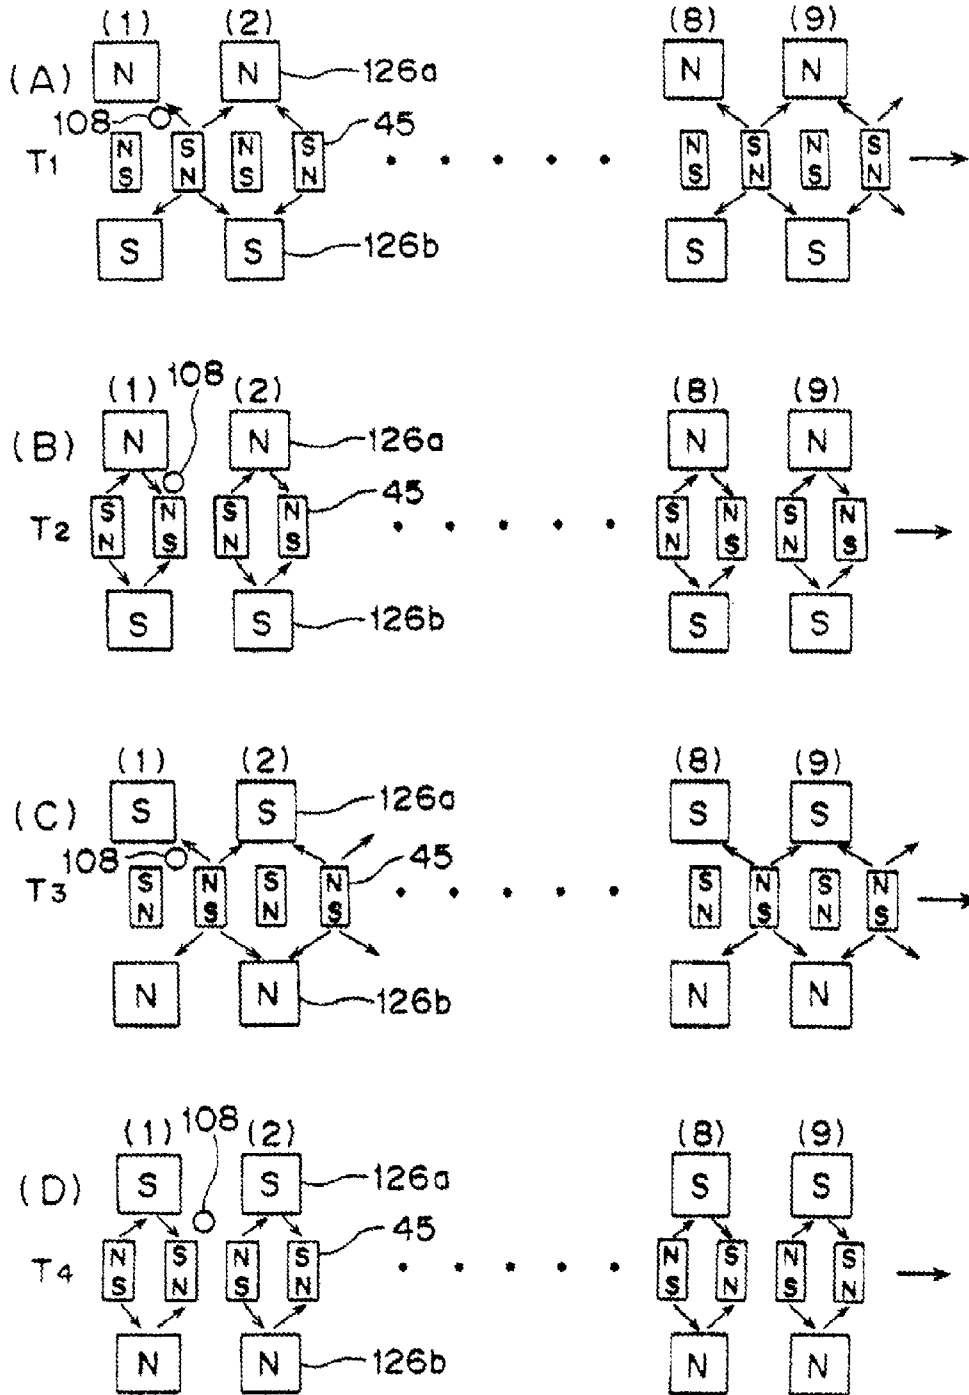 (1) (2) (8) (9)
(A) N N 126a N N
108
T1 N S N S 45 N S N S
S N S N S N S N
S S 126b S S
(1) 108 (2) (8) (9)
(B) N N 126a N N
T2 S N S N 45 S N S N
N S N S N S N S
S S 126b S S
(1) (2) (8) (9)
(C) S S 126a S S
108
T3 S N S N 45 S N S N
N S N S N S N S
N N 126b N N
(1) 108 (2) (8) (9)
(D) S S 126a S S
T4 N S N S 45 N S N S
S N S N S N S N
N N 126b N N